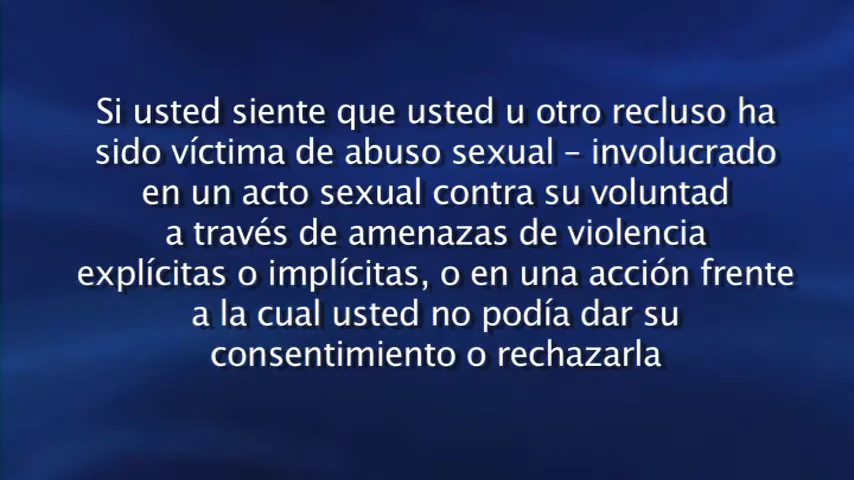 Si usted siente que usted u otro recluso ha
sido víctima de abuso sexual – involucrado
en un acto sexual contra su voluntad
a través de amenazas de violencia
explícitas o implícitas, o en una acción frente
a la cual usted no podía dar su
consentimiento o rechazarla